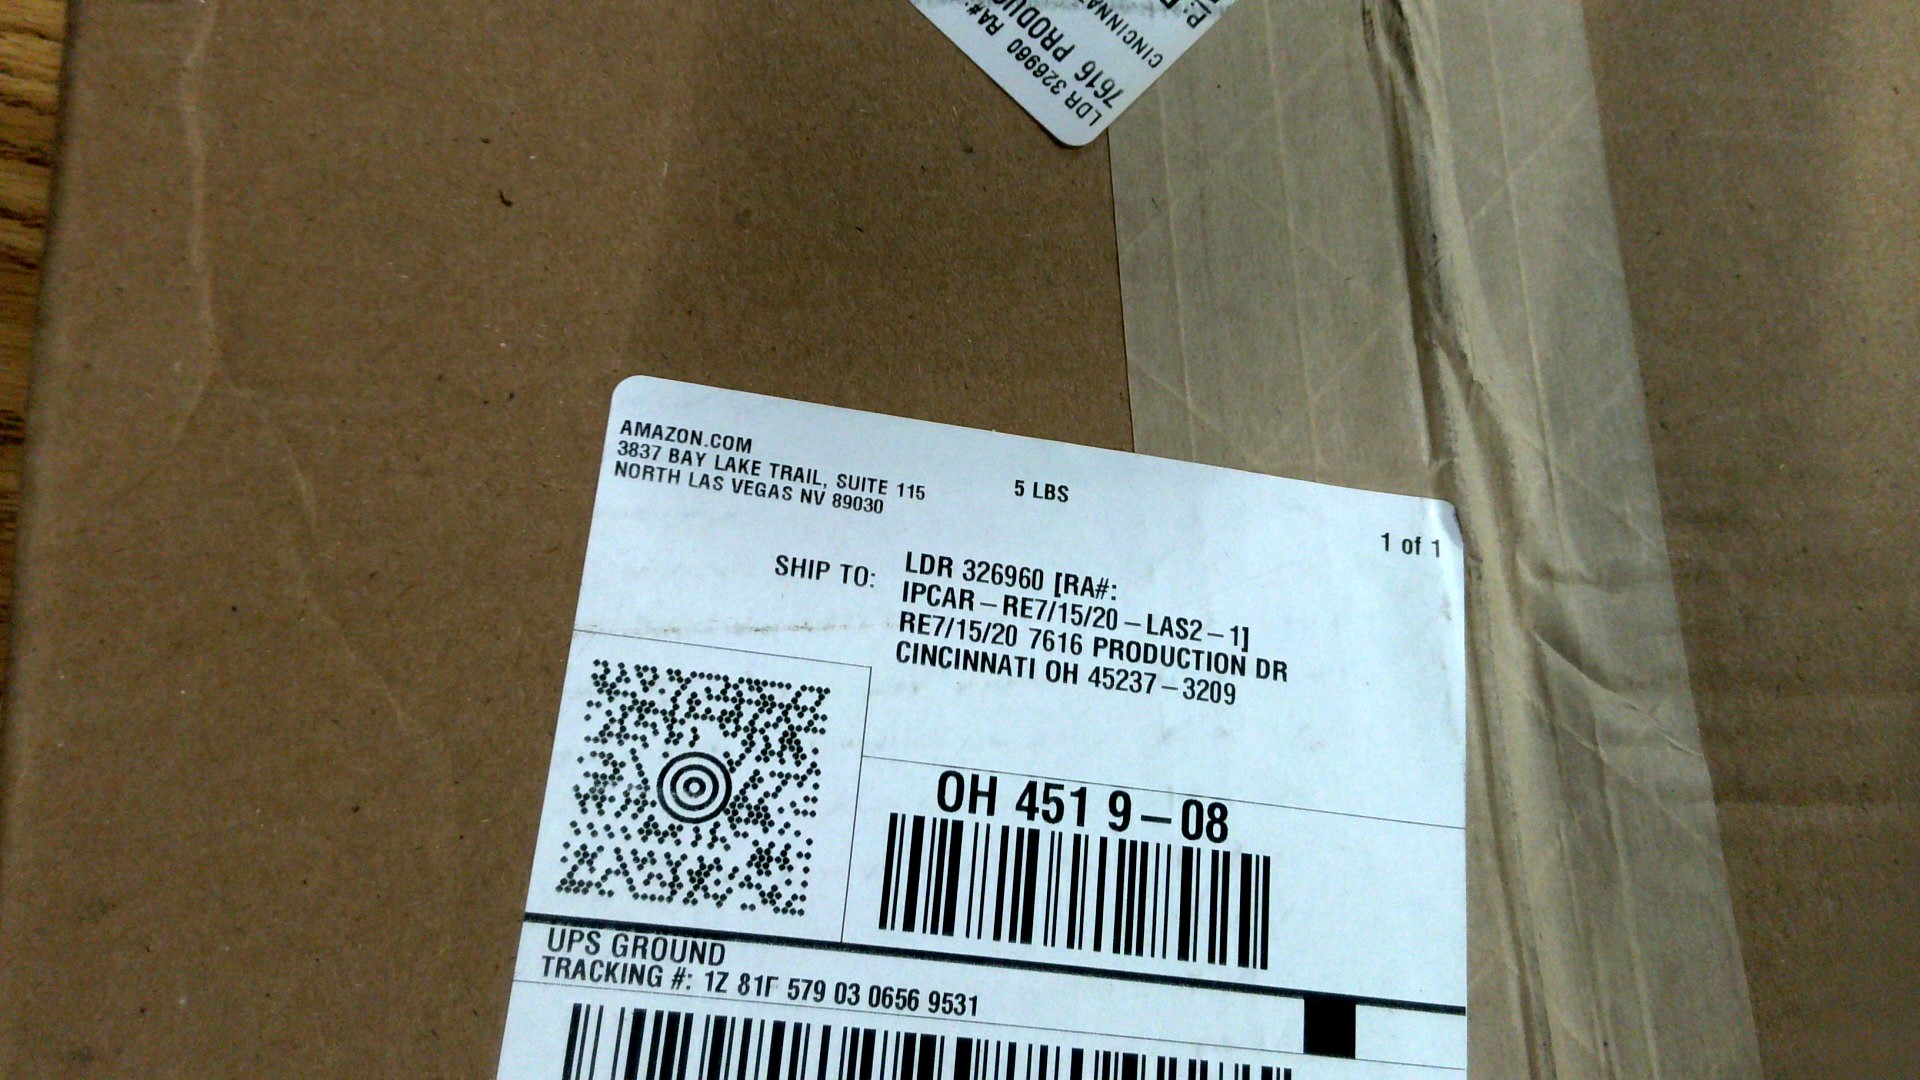 LDR 326960 RA#:
7616 PRODUC
CINCINNAT
AMAZON.COM
3837 BAY LAKE TRAIL, SUITE 115
NORTH LAS VEGAS NV 89030
5 LBS
1 of 1
SHIP TO:
LDR 326960 [RA#:
IPCAR-RE7/15/20-LAS2-1]
RE7/15/20 7616 PRODUCTION DR
CINCINNATI OH 45237-3209
OH 451 9-08
UPS GROUND
TRACKING #: 1Z 81F 579 03 0656 9531